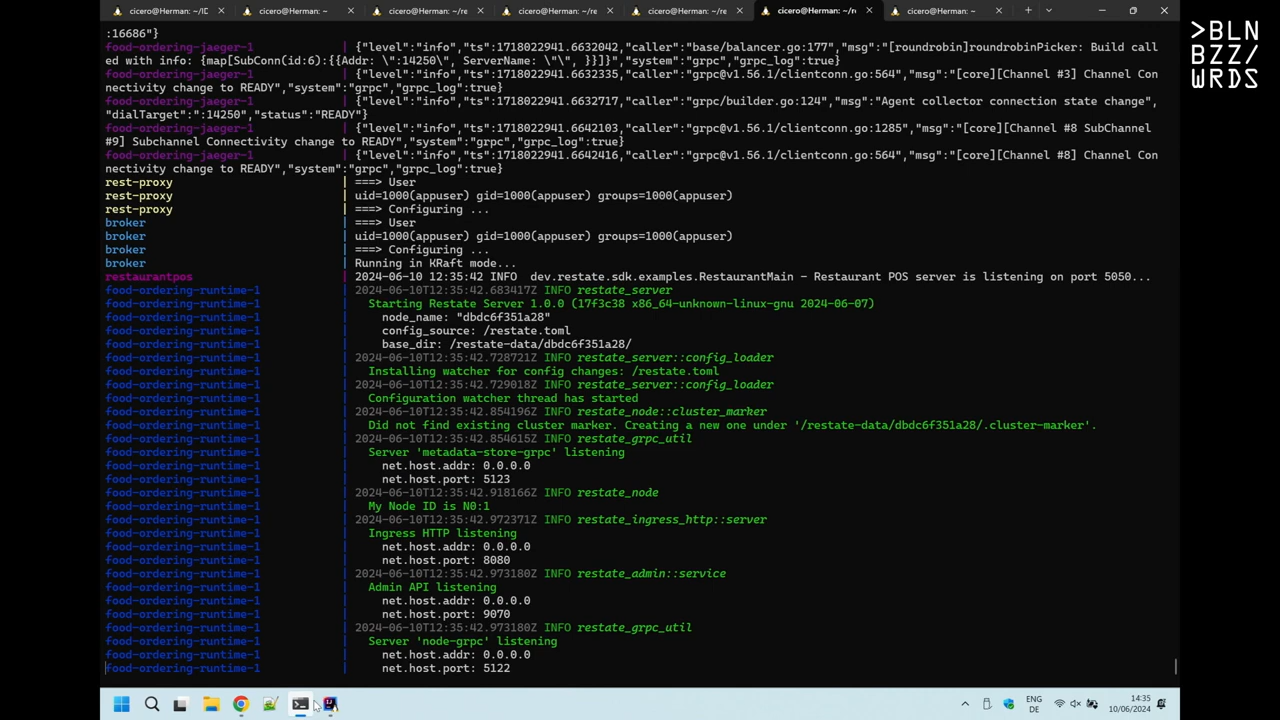 cicero@Herman: ~/ID
cicero@Herman: ~
cicero@Herman: ~/re
cicero@Herman: ~/re
cicero@Herman: ~/re
cicero@Herman: ~/re
cicero@Herman: ~
>BLN
BZZ/
WRDS
:16686"}
food-ordering-jaeger-1 | {"level":"info","ts":1718022941.6632042,"caller":"base/balancer.go:177","msg":"[roundrobin]roundrobinPicker: Build call
ed with info: {map[SubConn(id:6):{{Addr: \":14250\", ServerName: \"\", }}]}","system":"grpc","grpc_log":true}
food-ordering-jaeger-1 | {"level":"info","ts":1718022941.6632335,"caller":"grpc@v1.56.1/clientconn.go:564","msg":"[core][Channel #3] Channel Con
nectivity change to READY","system":"grpc","grpc_log":true}
food-ordering-jaeger-1 | {"level":"info","ts":1718022941.6632717,"caller":"grpc/builder.go:124","msg":"Agent collector connection state change",
"dialTarget":":14250","status":"READY"}
food-ordering-jaeger-1 | {"level":"info","ts":1718022941.6642103,"caller":"grpc@v1.56.1/clientconn.go:1285","msg":"[core][Channel #8 SubChannel
#9] Subchannel Connectivity change to READY","system":"grpc","grpc_log":true}
food-ordering-jaeger-1 | {"level":"info","ts":1718022941.6642416,"caller":"grpc@v1.56.1/clientconn.go:564","msg":"[core][Channel #8] Channel Con
nectivity change to READY","system":"grpc","grpc_log":true}
rest-proxy | ===> User
rest-proxy | uid=1000(appuser) gid=1000(appuser) groups=1000(appuser)
rest-proxy | ===> Configuring ...
broker | ===> User
broker | uid=1000(appuser) gid=1000(appuser) groups=1000(appuser)
broker | ===> Configuring ...
broker | Running in KRaft mode...
restaurantpos | 2024-06-10 12:35:42 INFO dev.restate.sdk.examples.RestaurantMain – Restaurant POS server is listening on port 5050...
food-ordering-runtime-1 | 2024-06-10T12:35:42.683417Z INFO restate_server
food-ordering-runtime-1 | Starting Restate Server 1.0.0 (17f3c38 x86_64-unknown-linux-gnu 2024-06-07)
food-ordering-runtime-1 | node_name: "dbdc6f351a28"
food-ordering-runtime-1 | config_source: /restate.toml
food-ordering-runtime-1 | base_dir: /restate-data/dbdc6f351a28/
food-ordering-runtime-1 | 2024-06-10T12:35:42.728721Z INFO restate_server::config_loader
food-ordering-runtime-1 | Installing watcher for config changes: /restate.toml
food-ordering-runtime-1 | 2024-06-10T12:35:42.729018Z INFO restate_server::config_loader
food-ordering-runtime-1 | Configuration watcher thread has started
food-ordering-runtime-1 | 2024-06-10T12:35:42.854196Z INFO restate_node::cluster_marker
food-ordering-runtime-1 | Did not find existing cluster marker. Creating a new one under '/restate-data/dbdc6f351a28/.cluster-marker'.
food-ordering-runtime-1 | 2024-06-10T12:35:42.854615Z INFO restate_grpc_util
food-ordering-runtime-1 | Server 'metadata-store-grpc' listening
food-ordering-runtime-1 | net.host.addr: 0.0.0.0
food-ordering-runtime-1 | net.host.port: 5123
food-ordering-runtime-1 | 2024-06-10T12:35:42.918166Z INFO restate_node
food-ordering-runtime-1 | My Node ID is N0:1
food-ordering-runtime-1 | 2024-06-10T12:35:42.972371Z INFO restate_ingress_http::server
food-ordering-runtime-1 | Ingress HTTP listening
food-ordering-runtime-1 | net.host.addr: 0.0.0.0
food-ordering-runtime-1 | net.host.port: 8080
food-ordering-runtime-1 | 2024-06-10T12:35:42.973180Z INFO restate_admin::service
food-ordering-runtime-1 | Admin API listening
food-ordering-runtime-1 | net.host.addr: 0.0.0.0
food-ordering-runtime-1 | net.host.port: 9070
food-ordering-runtime-1 | 2024-06-10T12:35:42.973180Z INFO restate_grpc_util
food-ordering-runtime-1 | Server 'node-grpc' listening
food-ordering-runtime-1 | net.host.addr: 0.0.0.0
food-ordering-runtime-1 | net.host.port: 5122
ENG
DE
14:35
10/06/2024